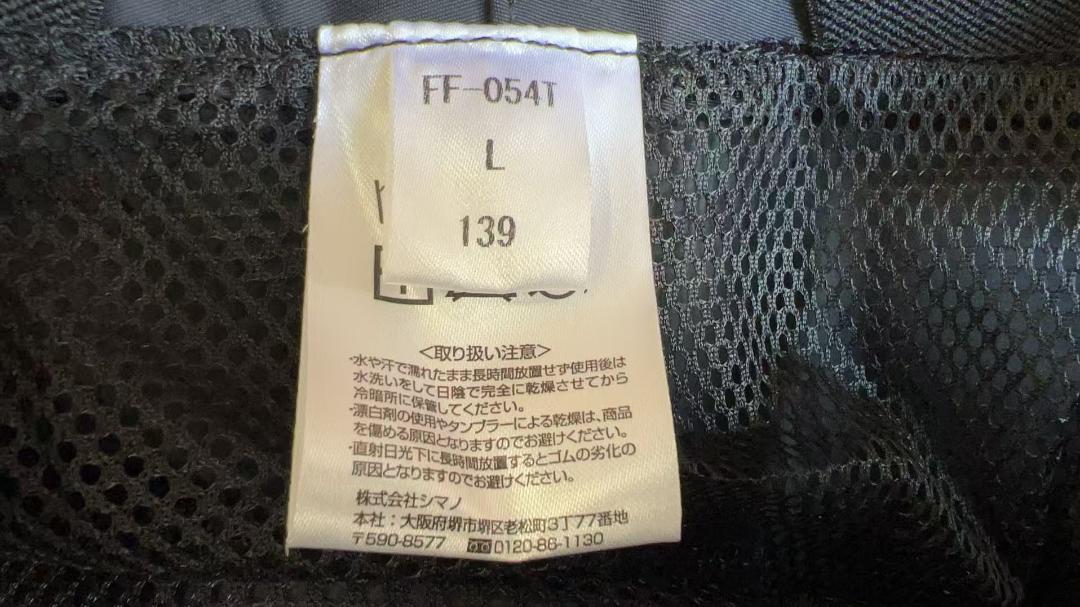 FF-054T
L
139
<取り扱い注意>
・水や汗で濡れたまま長時間放置せず使用後は
水洗いをして日陰で完全に乾燥させてから
冷暗所に保管してください。
・漂白剤の使用やタンブラーによる乾燥は、商品
を傷める原因となりますのでお避けください。
・直射日光下に長時間放置するとゴムの劣化の
原因となりますのでお避けください。
株式会社シマノ
本社：大阪府堺市堺区老松町3丁77番地
〒590-8577 0120-86-1130